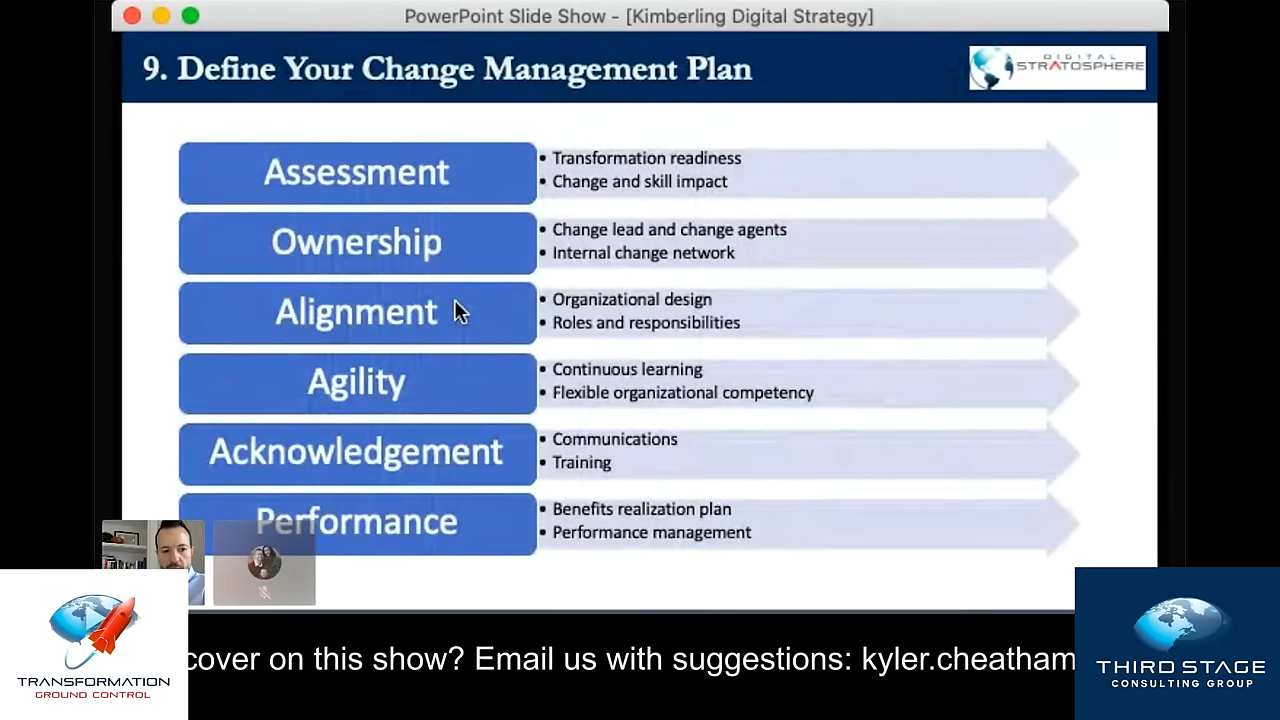 PowerPoint Slide Show - [Kimberling Digital Strategy]
9. Define Your Change Management Plan
DIGITAL
STRATOSPHERE
Assessment
• Transformation readiness
• Change and skill impact
Ownership
• Change lead and change agents
• Internal change network
Alignment
• Organizational design
• Roles and responsibilities
Agility
• Continuous learning
• Flexible organizational competency
Acknowledgement
• Communications
• Training
Performance
• Benefits realization plan
• Performance management
TRANSFORMATION
GROUND CONTROL
cover on this show? Email us with suggestions: kyler.cheatham
THIRD STAGE
CONSULTING GROUP